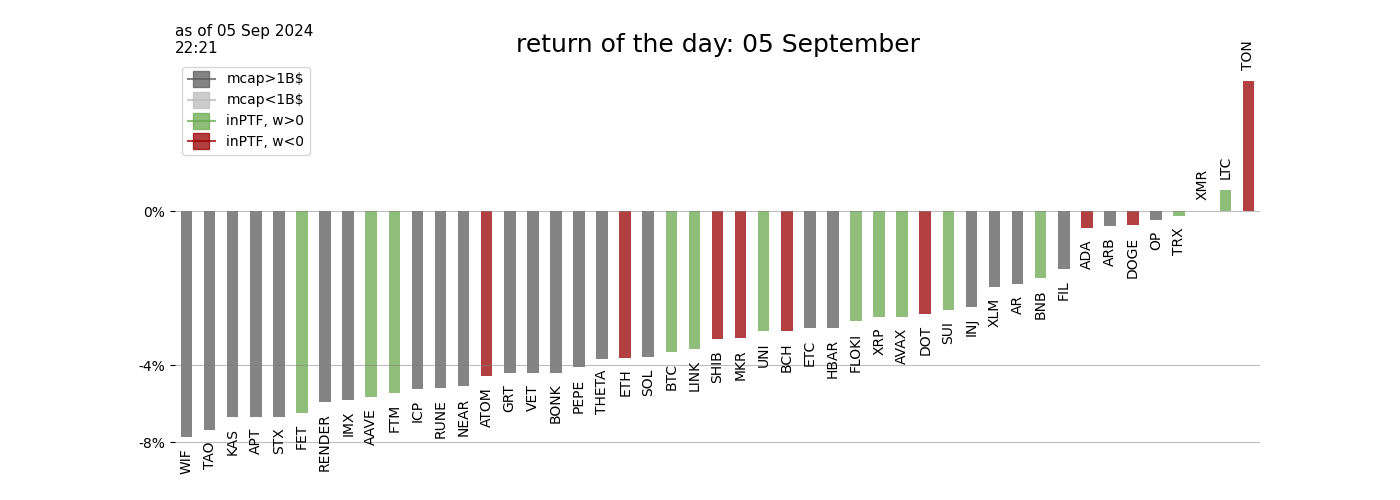 as of 05 Sep 2024
22:21
return of the day: 05 September
mcap>1B$
mcap<1B$
inPTF, w>0
inPTF, w<0
0%
-4%
-8%
WIF
TAO
KAS
APT
STX
FET
RENDER
IMX
AAVE
FTM
ICP
RUNE
NEAR
ATOM
GRT
VET
BONK
PEPE
THETA
ETH
SOL
BTC
LINK
SHIB
MKR
UNI
BCH
ETC
HBAR
FLOKI
XRP
AVAX
DOT
SUI
INJ
XLM
AR
BNB
FIL
ADA
ARB
DOGE
OP
TRX
XMR
LTC
TON